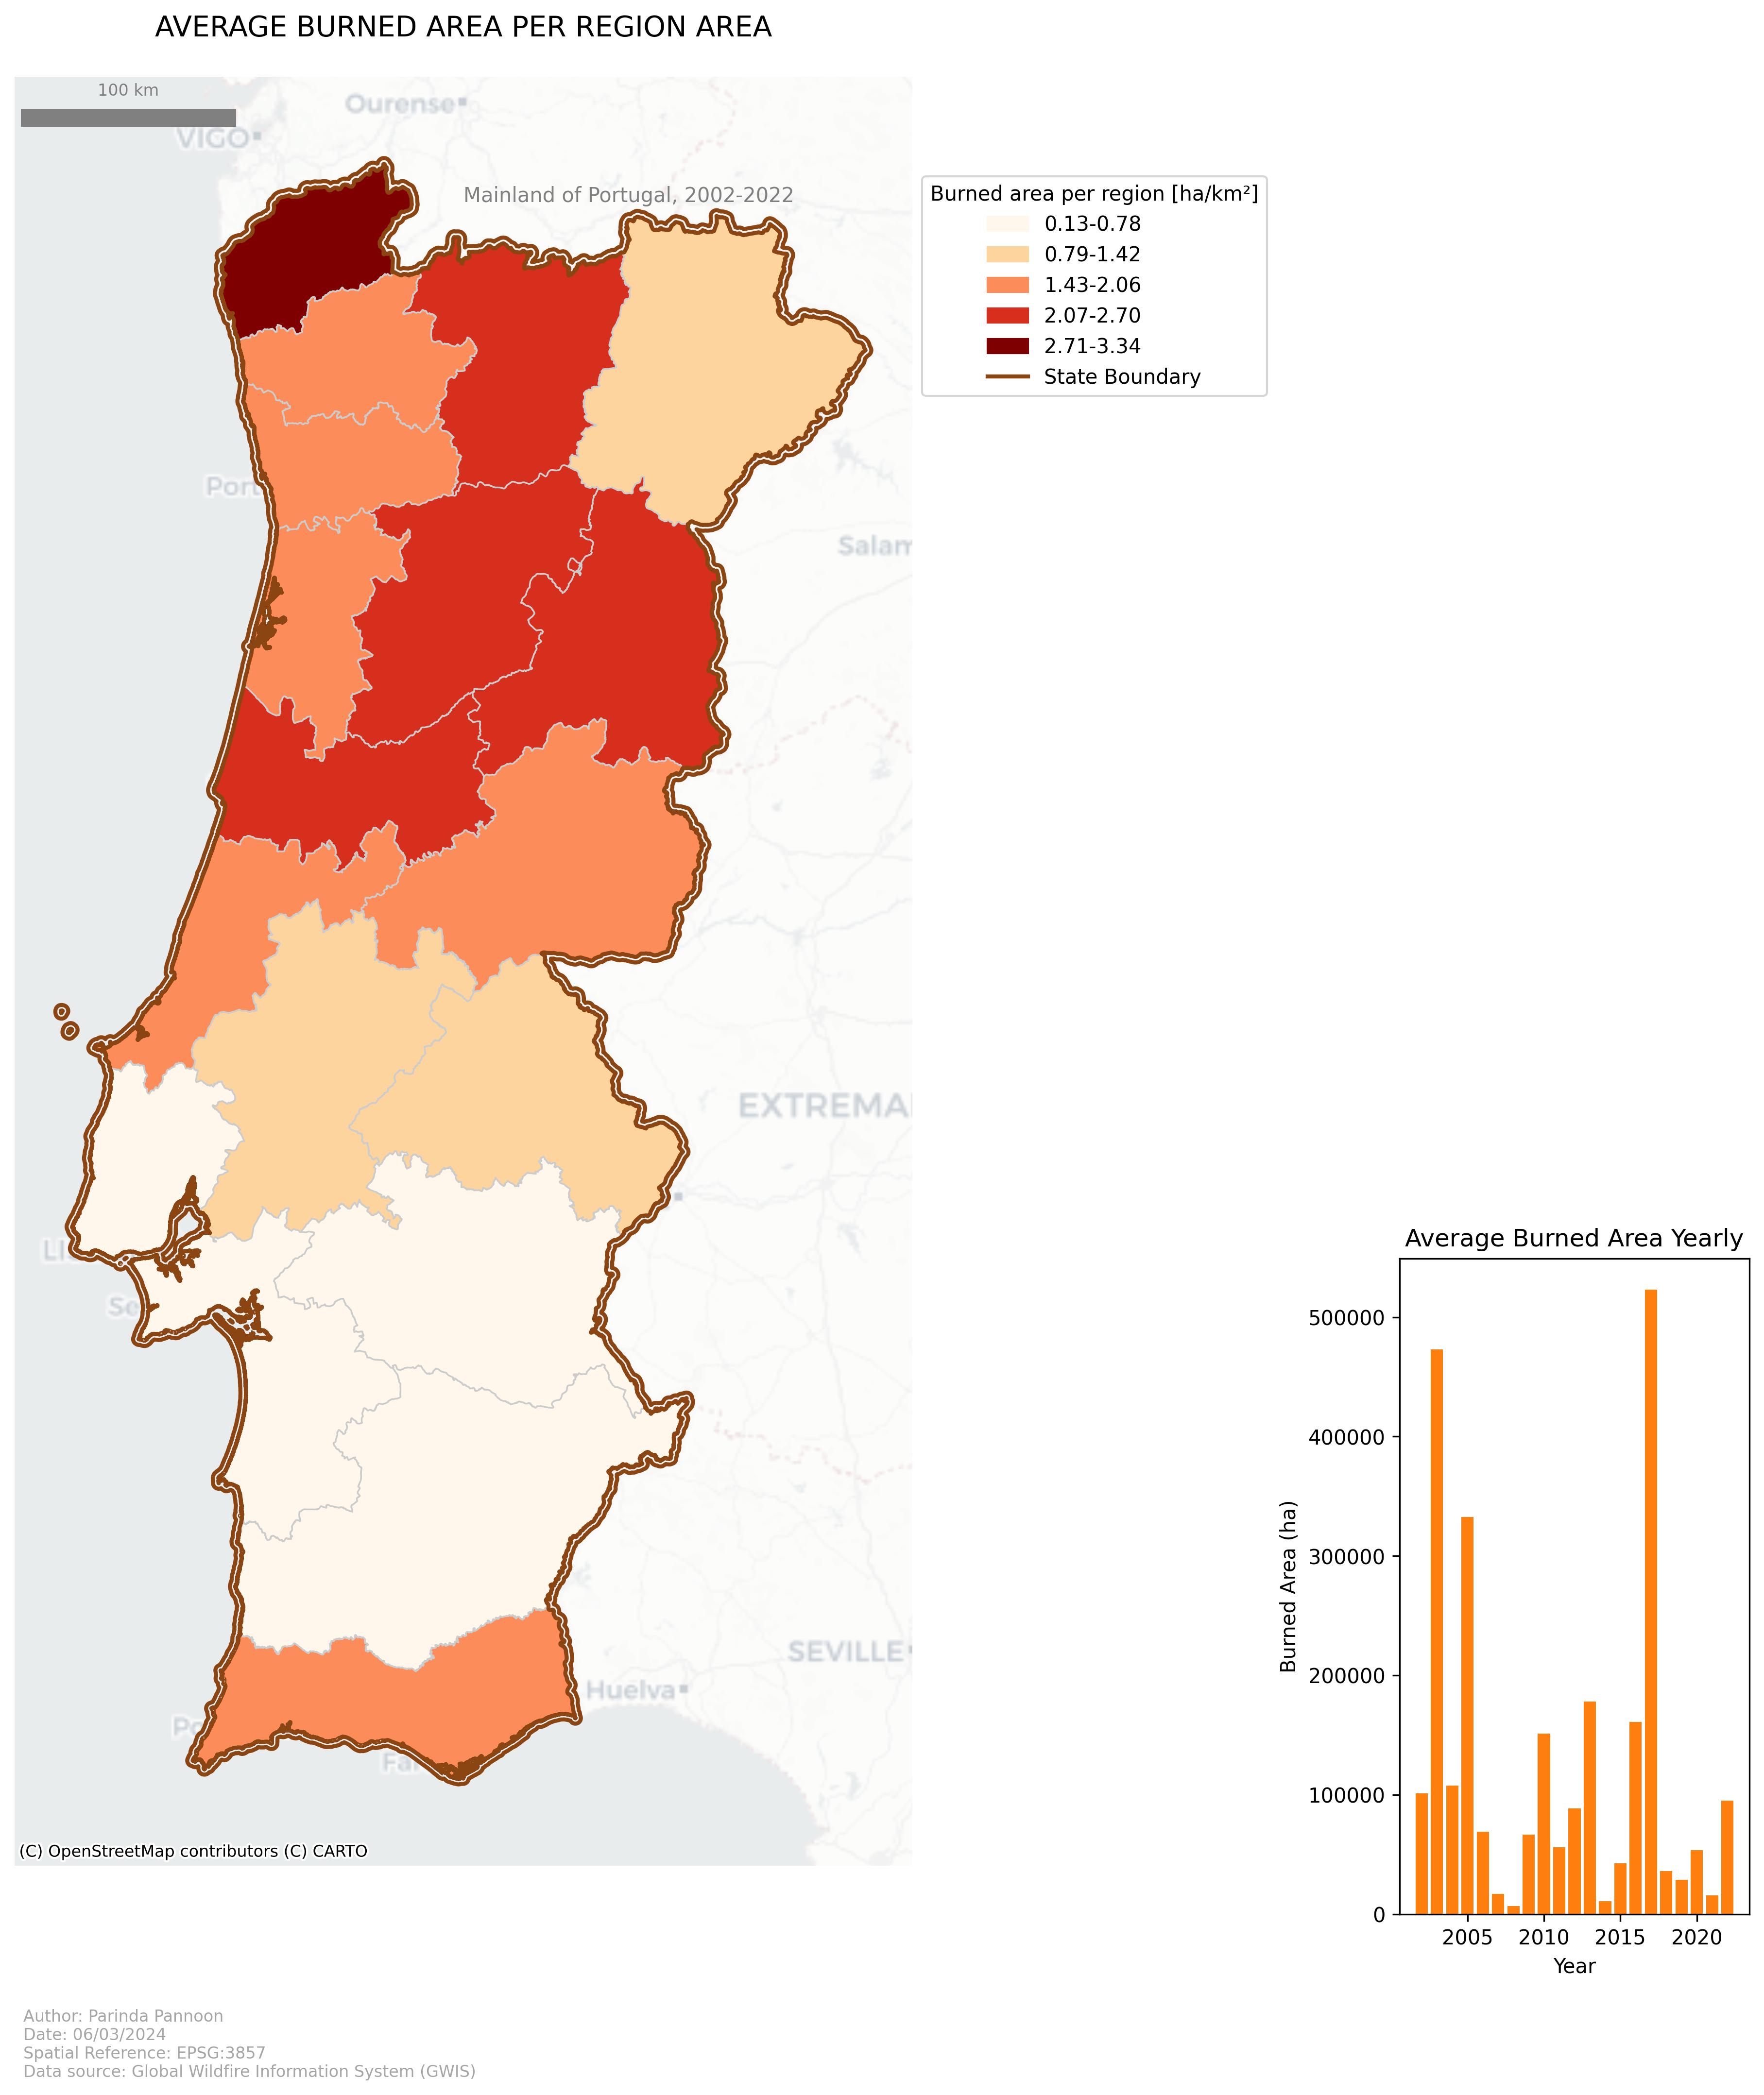 AVERAGE BURNED AREA PER REGION AREA
100 km
Ourense
VIGO
Mainland of Portugal, 2002-2022
Burned area per region [ha/km²]
0.13-0.78
0.79-1.42
1.43-2.06
2.07-2.70
2.71-3.34
State Boundary
Port
Salam
EXTREMA
Se
SEVILLE
Huelva
Po
Fa
(C) OpenStreetMap contributors (C) CARTO
Average Burned Area Yearly
500000
400000
300000
200000
100000
0
Burned Area (ha)
2005 2010 2015 2020
Year
Author: Parinda Pannoon
Date: 06/03/2024
Spatial Reference: EPSG:3857
Data source: Global Wildfire Information System (GWIS)